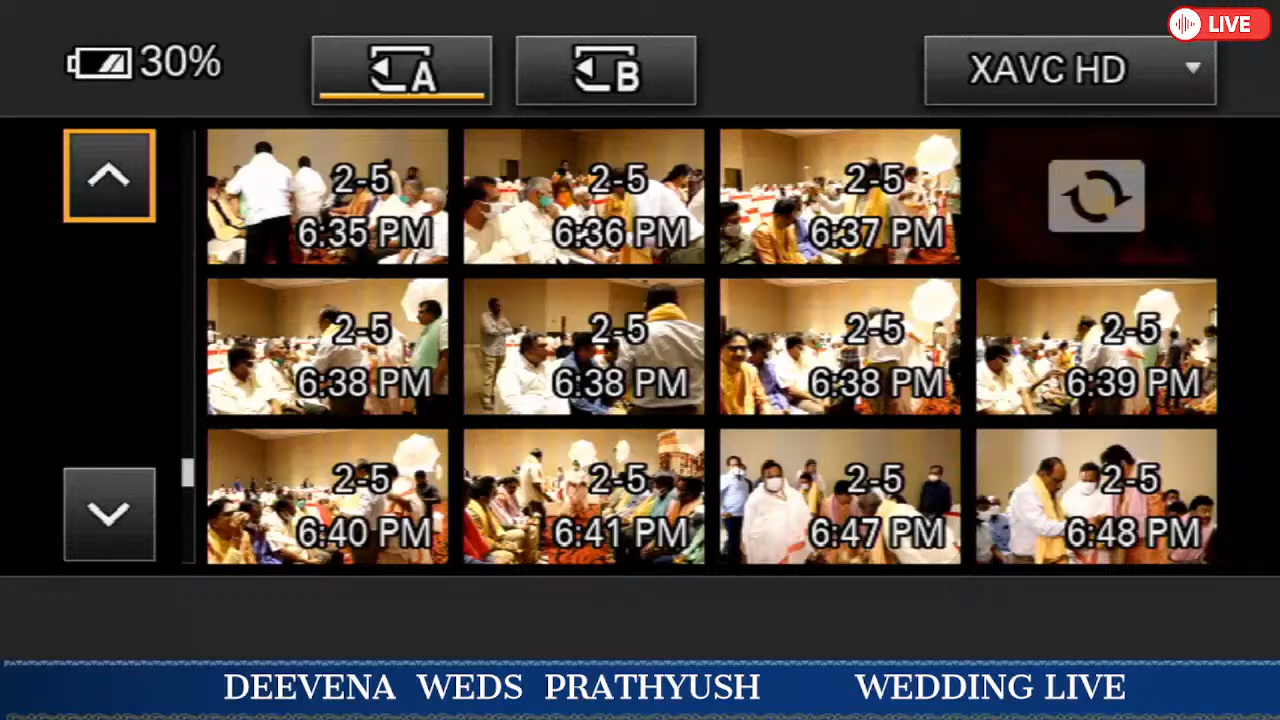 LIVE
30%
A
B
XAVC HD
2-5
6:35 PM
2-5
6:36 PM
2-5
6:37 PM
2-5
6:38 PM
2-5
6:38 PM
2-5
6:38 PM
2-5
6:39 PM
2-5
6:40 PM
2-5
6:41 PM
2-5
6:47 PM
2-5
6:48 PM
DEEVENA WEDS PRATHYUSH WEDDING LIVE